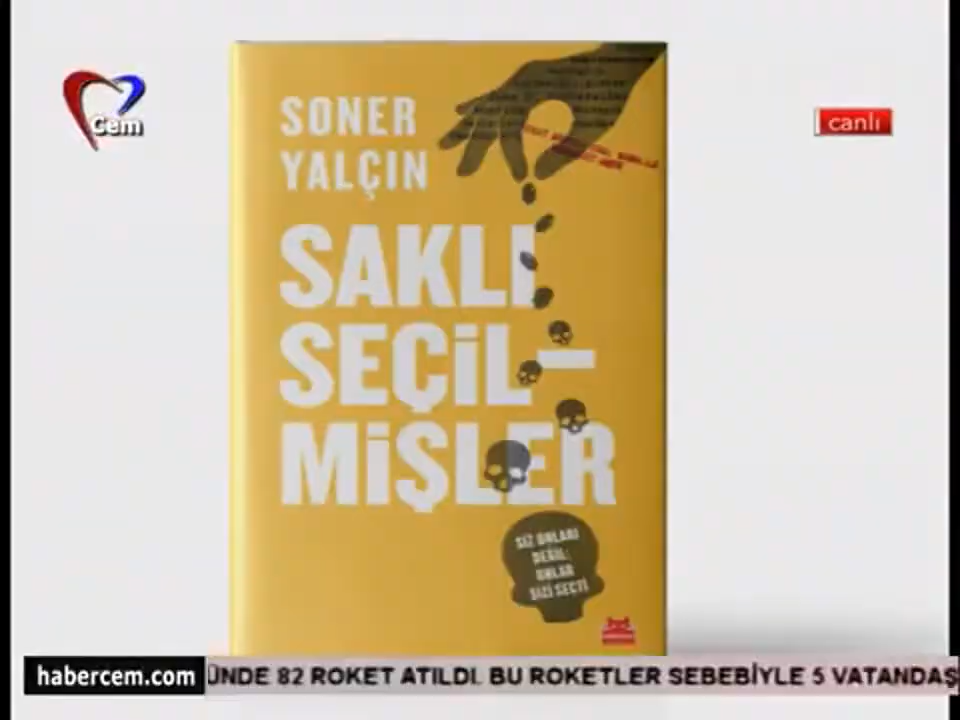 Cem
canlı
SONER
YALÇIN
SAKLI
SEÇİL-
MİŞLER
SİZ ONLARI
DEĞİL;
ONLAR
SİZİ SEÇTİ
habercem.com
ÜNDE 82 ROKET ATILDI. BU ROKETLER SEBEBİYLE 5 VATANDAŞ